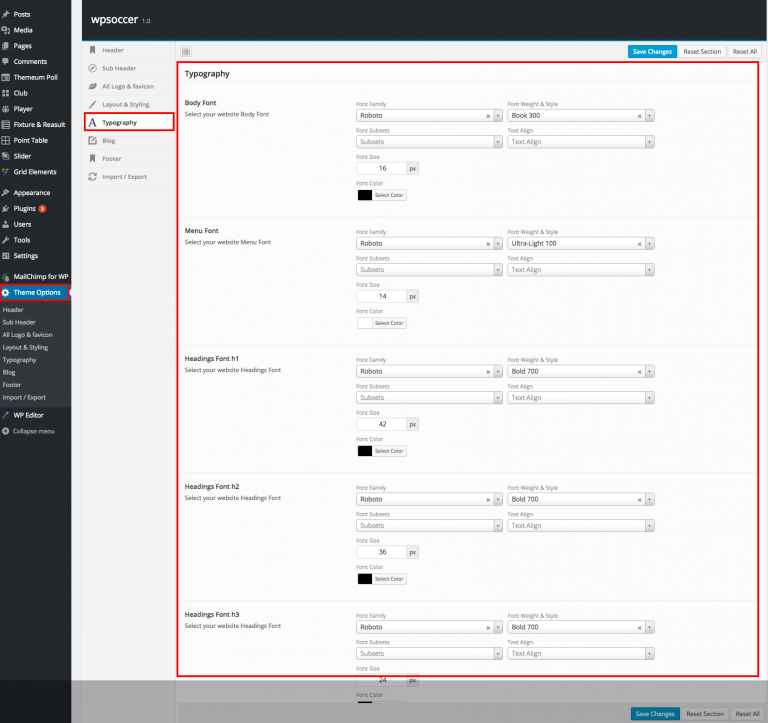 Posts
Media
Pages
Comments
Themeum Poll
Club
Player
Fixture & Reasult
Point Table
Slider
Grid Elements
Appearance
Plugins 5
Users
Tools
Settings
MailChimp for WP
Theme Options
Header
Sub Header
All Logo & favicon
Layout & Styling
Typography
Blog
Footer
Import / Export
WP Editor
Collapse menu
wpsoccer 1.0
Header
Sub Header
All Logo & favicon
Layout & Styling
Typography
Blog
Footer
Import / Export
Save Changes Reset Section Reset All
Typography
Body Font
Select your website Body Font
Font Family Font Weight & Style
Roboto Book 300
Font Subsets Text Align
Subsets Text Align
Font Size
16 px
Font Color
Select Color
Menu Font
Select your website Menu Font
Font Family Font Weight & Style
Roboto Ultra-Light 100
Font Subsets Text Align
Subsets Text Align
Font Size
14 px
Font Color
Select Color
Headings Font h1
Select your website Headings Font
Font Family Font Weight & Style
Roboto Bold 700
Font Subsets Text Align
Subsets Text Align
Font Size
42 px
Font Color
Select Color
Headings Font h2
Select your website Headings Font
Font Family Font Weight & Style
Roboto Bold 700
Font Subsets Text Align
Subsets Text Align
Font Size
36 px
Font Color
Select Color
Headings Font h3
Select your website Headings Font
Font Family Font Weight & Style
Roboto Bold 700
Font Subsets Text Align
Subsets Text Align
Font Size
24 px
Font Color
Save Changes Reset Section Reset All